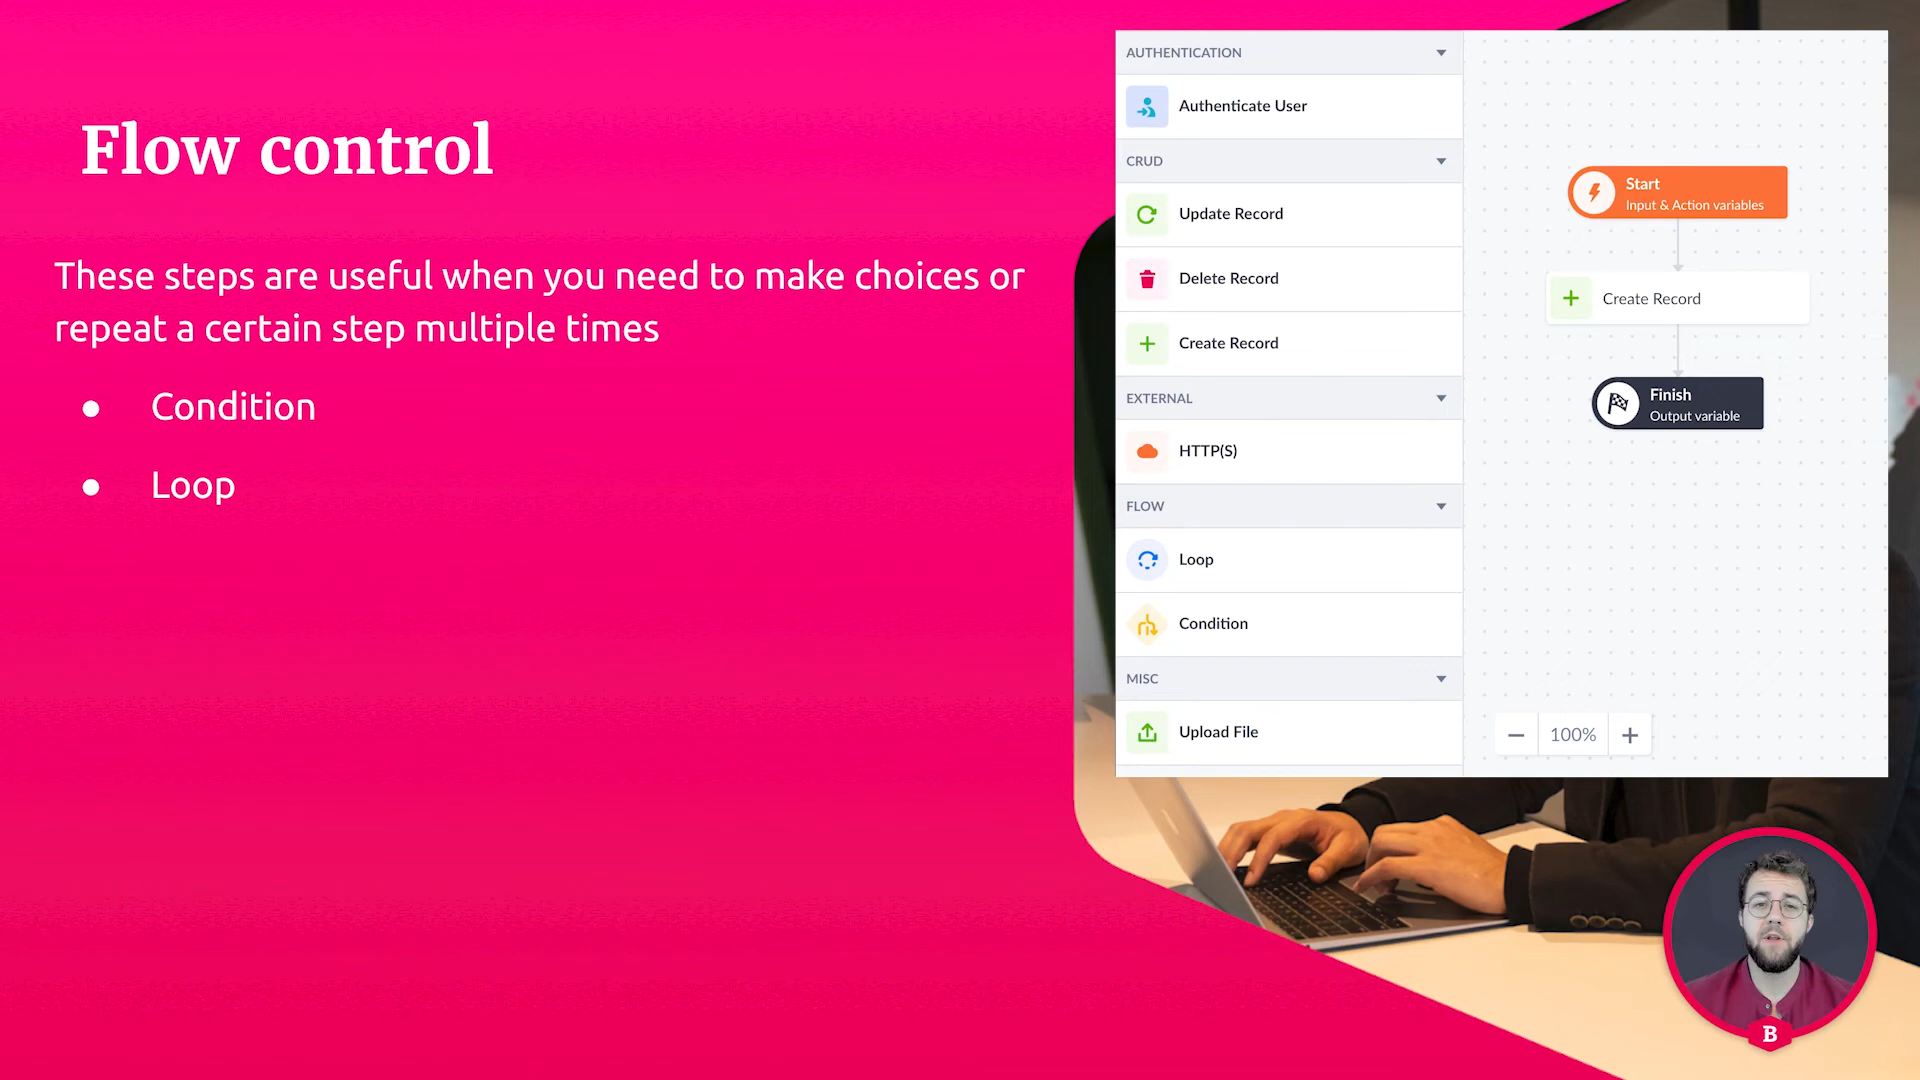 Flow control
These steps are useful when you need to make choices or
repeat a certain step multiple times
● Condition
● Loop
AUTHENTICATION
Authenticate User
CRUD
Update Record
Delete Record
Create Record
EXTERNAL
HTTP(S)
FLOW
Loop
Condition
MISC
Upload File
Start
Input & Action variables
Create Record
Finish
Output variable
100%
B